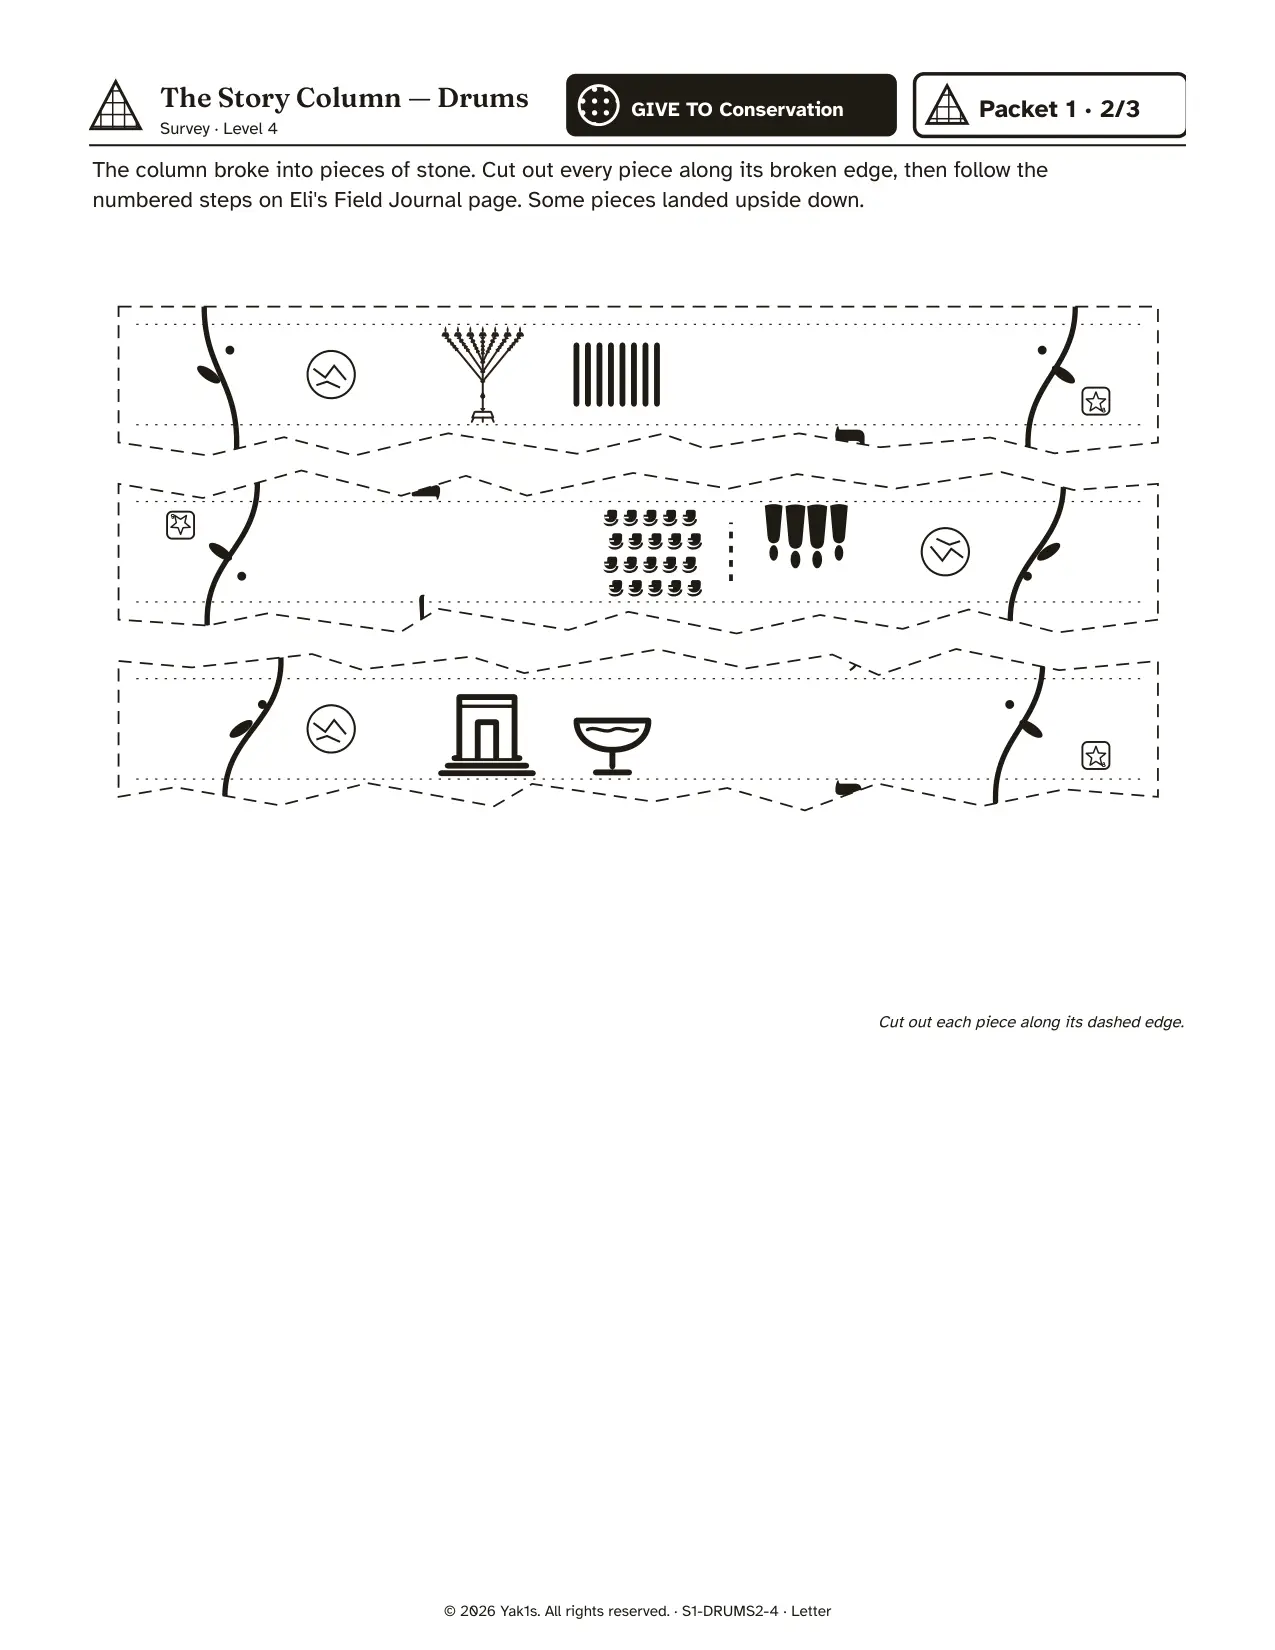 The Story Column — Drums
Survey · Level 4
GIVE TO Conservation
Packet 1 · 2/3
The column broke into pieces of stone. Cut out every piece along its broken edge, then follow the
numbered steps on Eli's Field Journal page. Some pieces landed upside down.
Cut out each piece along its dashed edge.
© 2026 Yak1s. All rights reserved. · S1-DRUMS2-4 · Letter